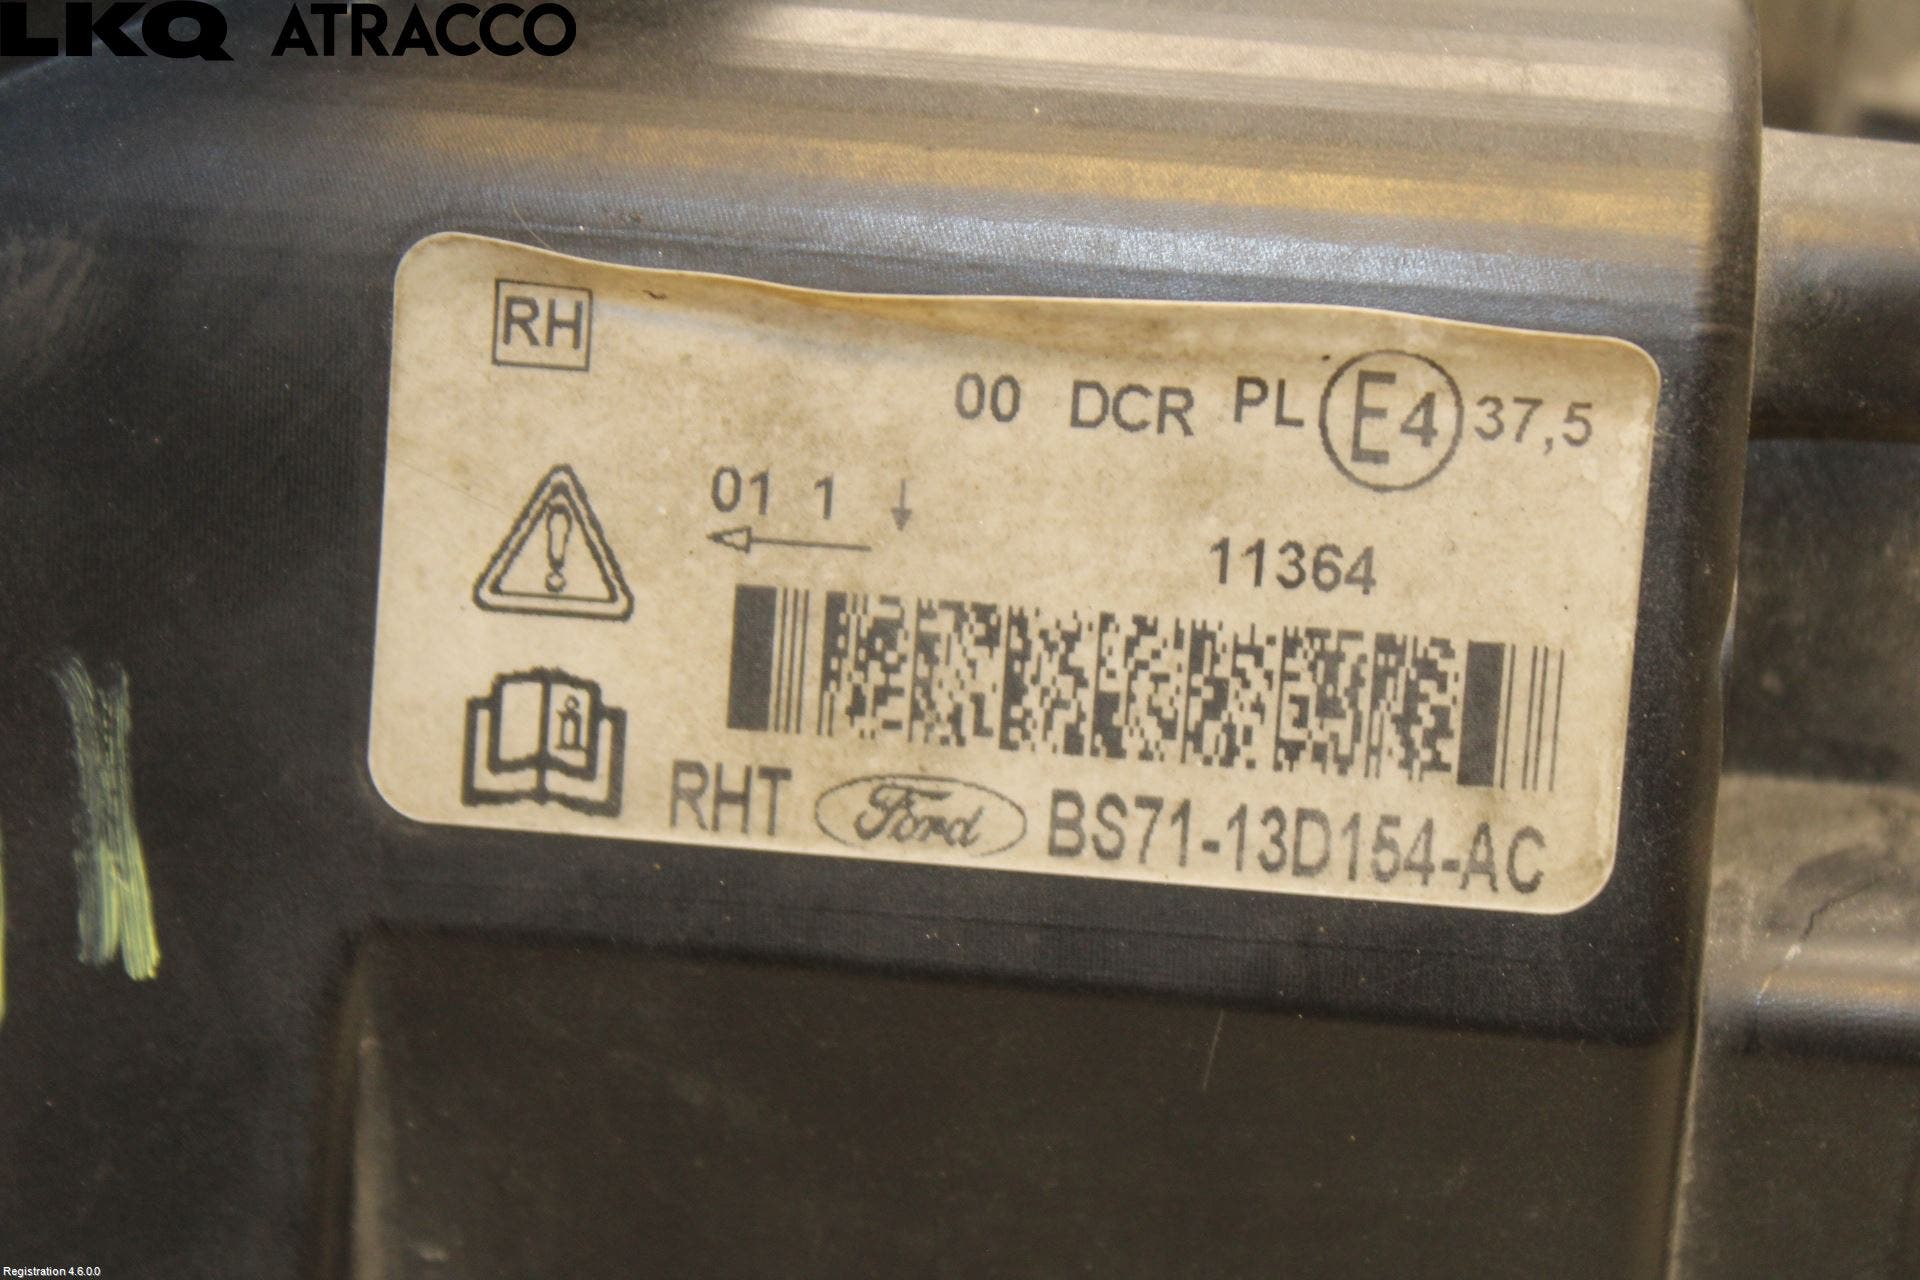 LKQ ATRACCO
RH
00 DCR PL E4 37,5
01 1
11364
RHT Ford BS71-13D154-AC
Registration 4.6.0.0